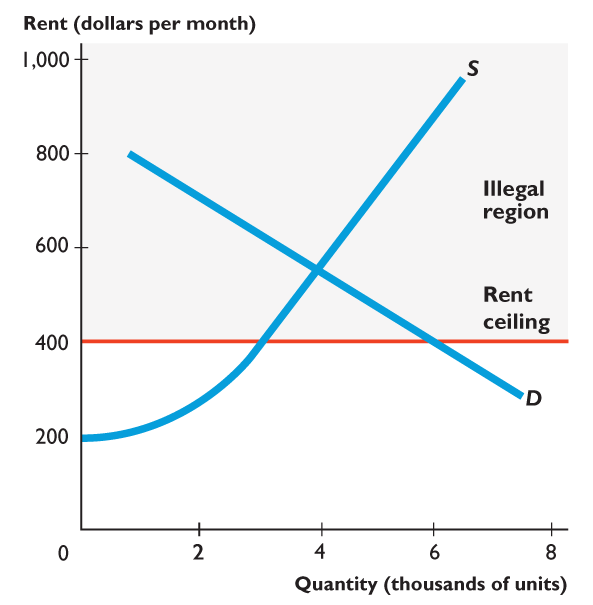 Rent (dollars per month)
1,000
S
800
Illegal
region
600
Rent
ceiling
400
D
200
0
2
4
6
8
Quantity (thousands of units)